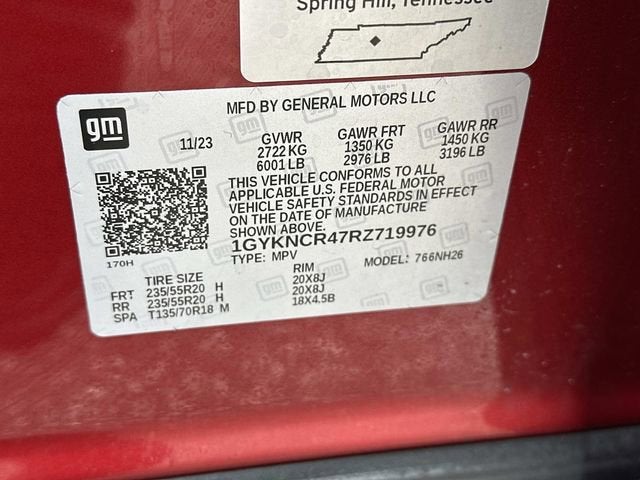 Spring Hill, Tennessee
MFD BY GENERAL MOTORS LLC
gm
11/23 GVWR GAWR FRT GAWR RR
2722 KG 1350 KG 1450 KG
6001 LB 2976 LB 3196 LB
THIS VEHICLE CONFORMS TO ALL
APPLICABLE U.S. FEDERAL MOTOR
VEHICLE SAFETY STANDARDS IN EFFECT
ON THE DATE OF MANUFACTURE
SHOWN ABOVE.
1GYKNCR47RZ719976
170H TYPE: MPV MODEL: 766NH26
TIRE SIZE RIM
FRT 235/55R20 H 20X8J
RR 235/55R20 H 20X8J
SPA T135/70R18 M 18X4.5B